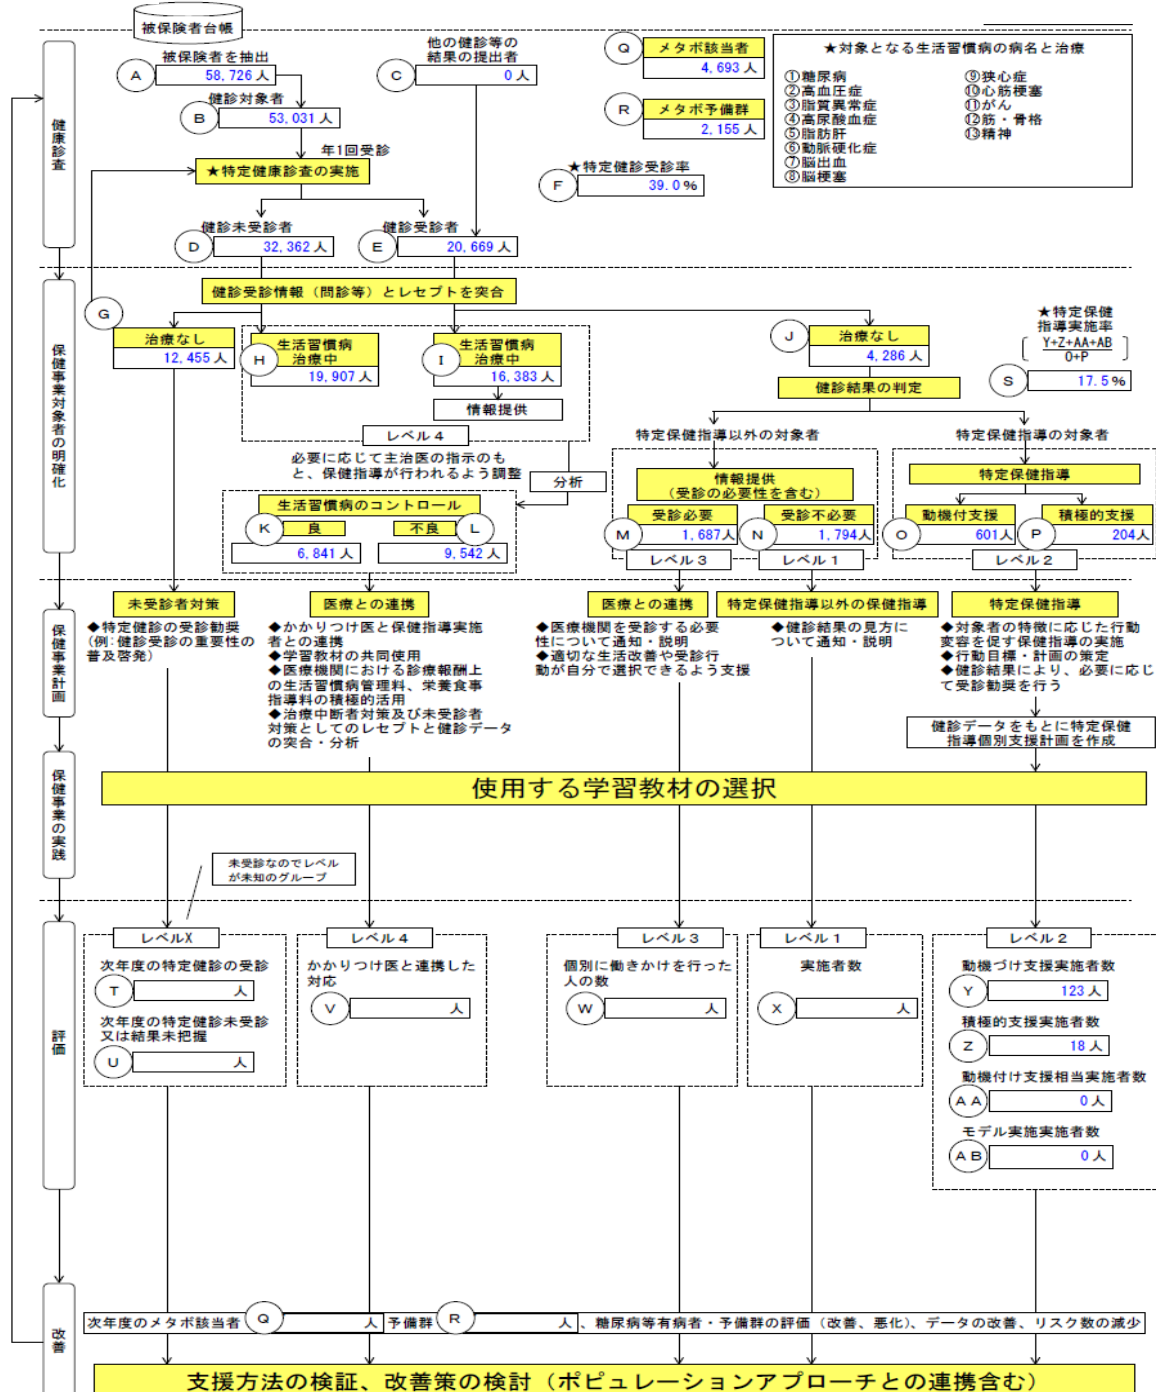 被保険者台帳
被保険者を抽出
A
58,726 人
他の健診等の
結果の提出者
C
0 人
健診対象者
B
53,031 人
年1回受診
★特定健康診査の実施
Q
メタボ該当者
4,693 人
R
メタボ予備群
2,155 人
★特定健診受診率
F
39.0%
★対象となる生活習慣病の病名と治療
①糖尿病
②高血圧症
③脂質異常症
④高尿酸血症
⑤脂肪肝
⑥動脈硬化症
⑦脳出血
⑧脳梗塞
⑨狭心症
⑩心筋梗塞
⑪がん
⑫筋・骨格
⑬精神
健康診査
健診未受診者
D
32,362 人
健診受診者
E
20,669 人
健診受診情報（問診等）とレセプトを突合
G
治療なし
12,455 人
生活習慣病
治療中
H
19,907 人
生活習慣病
治療中
I
16,383 人
情報提供
レベル４
J
治療なし
4,286 人
健診結果の判定
★特定保健
指導実施率
Y+Z+AA+AB
O+P
S
17.5%
保健事業対象者の明確化
必要に応じて主治医の指示のも
と、保健指導が行われるよう調整
分析
生活習慣病のコントロール
K
良
6,841 人
不良
L
9,542 人
特定保健指導以外の対象者
情報提供
（受診の必要性を含む）
受診必要
M
1,687人
受診不必要
N
1,794人
レベル３
レベル１
特定保健指導の対象者
特定保健指導
動機付支援
O
601人
積極的支援
P
204人
レベル２
保健事業計画
未受診者対策
◆特定健診の受診勧奨
（例：健診受診の重要性の
普及啓発）
医療との連携
◆かかりつけ医と保健指導実施
者との連携
◆学習教材の共同使用
◆医療機関における診療報酬上
の生活習慣病管理料、栄養食事
指導料の積極的活用
◆治療中断者対策及び未受診者
対策としてのレセプトと健診データ
の突合・分析
医療との連携
◆医療機関を受診する必要
性について通知・説明
◆適切な生活改善や受診行
動が自分で選択できるよう支援
特定保健指導以外の保健指導
◆健診結果の見方に
ついて通知・説明
特定保健指導
◆対象者の特徴に応じた行動
変容を促す保健指導の実施
◆行動目標・計画の策定
◆健診結果により、必要に応じ
て受診勧奨を行う
健診データをもとに特定保健
指導個別支援計画を作成
保健事業の実践
使用する学習教材の選択
未受診なのでレベル
が未知のグループ
評価
レベルX
次年度の特定健診の受診
T
人
次年度の特定健診未受診
又は結果未把握
U
人
レベル４
かかりつけ医と連携した
対応
V
人
レベル３
個別に働きかけを行った
人の数
W
人
レベル１
実施者数
X
人
レベル２
動機づけ支援実施者数
Y
123 人
積極的支援実施者数
Z
18 人
動機付け支援相当実施者数
AA
0 人
モデル実施実施者数
AB
0 人
改善
次年度のメタボ該当者 Q 人 予備群 R 人 、糖尿病等有病者・予備群の評価（改善、悪化）、データの改善、リスク数の減少
支援方法の検証、改善策の検討（ポピュレーションアプローチとの連携含む）